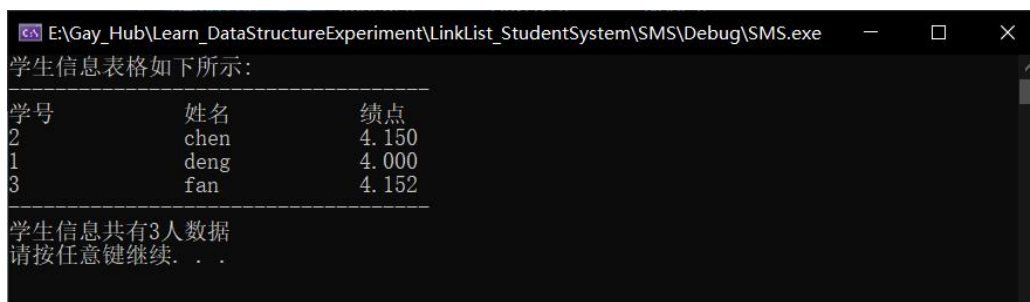 E:\Gay_Hub\Learn_DataStructureExperiment\LinkList_StudentSystem\SMS\Debug\SMS.exe
学生信息表格如下所示:
------------------------------------
学号 姓名 绩点
2 chen 4.150
1 deng 4.000
3 fan 4.152
------------------------------------
学生信息共有3人数据
请按任意键继续. . .